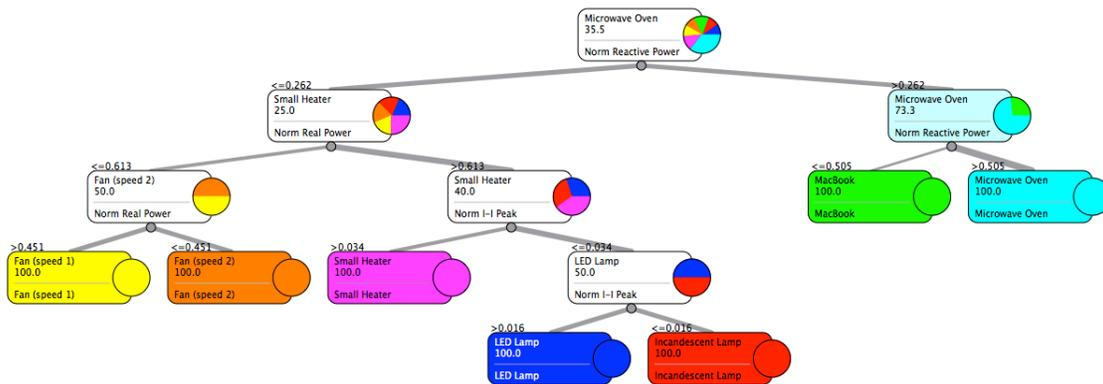 Microwave Oven
35.5
Norm Reactive Power
<=0.262
>0.262
Small Heater
25.0
Norm Real Power
Microwave Oven
73.3
Norm Reactive Power
<=0.613
>0.613
<=0.505
>0.505
Fan (speed 2)
50.0
Norm Real Power
Small Heater
40.0
Norm I-I Peak
MacBook
100.0
MacBook
Microwave Oven
100.0
Microwave Oven
>0.451
<=0.451
>0.034
<=0.034
Fan (speed 1)
100.0
Fan (speed 1)
Fan (speed 2)
100.0
Fan (speed 2)
Small Heater
100.0
Small Heater
LED Lamp
50.0
Norm I-I Peak
>0.016
<=0.016
LED Lamp
100.0
LED Lamp
Incandescent Lamp
100.0
Incandescent Lamp